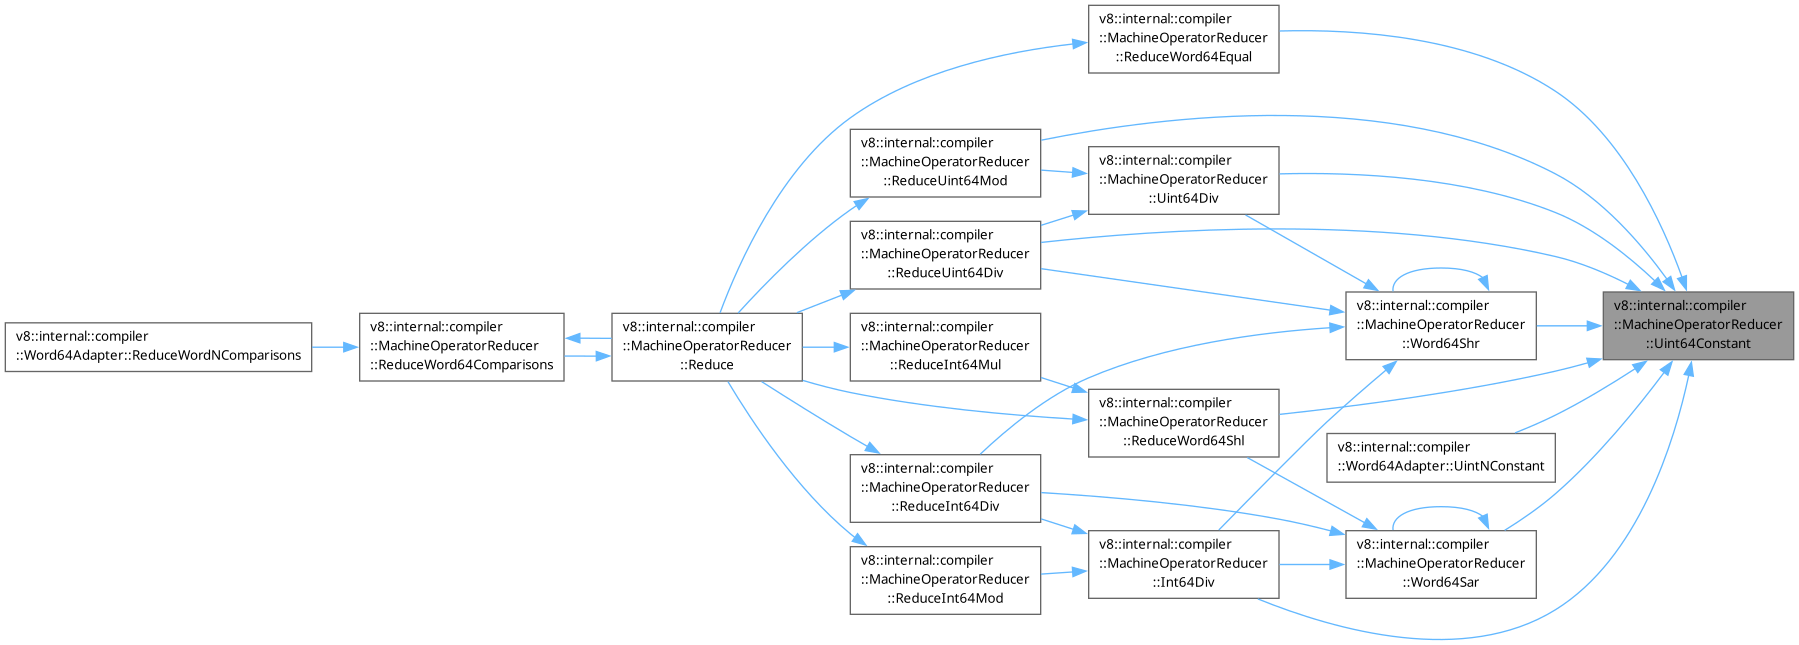 v8::internal::compiler
::MachineOperatorReducer
::ReduceWord64Equal
v8::internal::compiler
::MachineOperatorReducer
::ReduceUint64Mod
v8::internal::compiler
::MachineOperatorReducer
::Uint64Div
v8::internal::compiler
::MachineOperatorReducer
::ReduceUint64Div
v8::internal::compiler
::MachineOperatorReducer
::Word64Shr
v8::internal::compiler
::MachineOperatorReducer
::Uint64Constant
v8::internal::compiler
::Word64Adapter::ReduceWordNComparisons
v8::internal::compiler
::MachineOperatorReducer
::ReduceWord64Comparisons
v8::internal::compiler
::MachineOperatorReducer
::Reduce
v8::internal::compiler
::MachineOperatorReducer
::ReduceInt64Mul
v8::internal::compiler
::MachineOperatorReducer
::ReduceWord64Shl
v8::internal::compiler
::Word64Adapter::UintNConstant
v8::internal::compiler
::MachineOperatorReducer
::ReduceInt64Div
v8::internal::compiler
::MachineOperatorReducer
::Int64Div
v8::internal::compiler
::MachineOperatorReducer
::Word64Sar
v8::internal::compiler
::MachineOperatorReducer
::ReduceInt64Mod